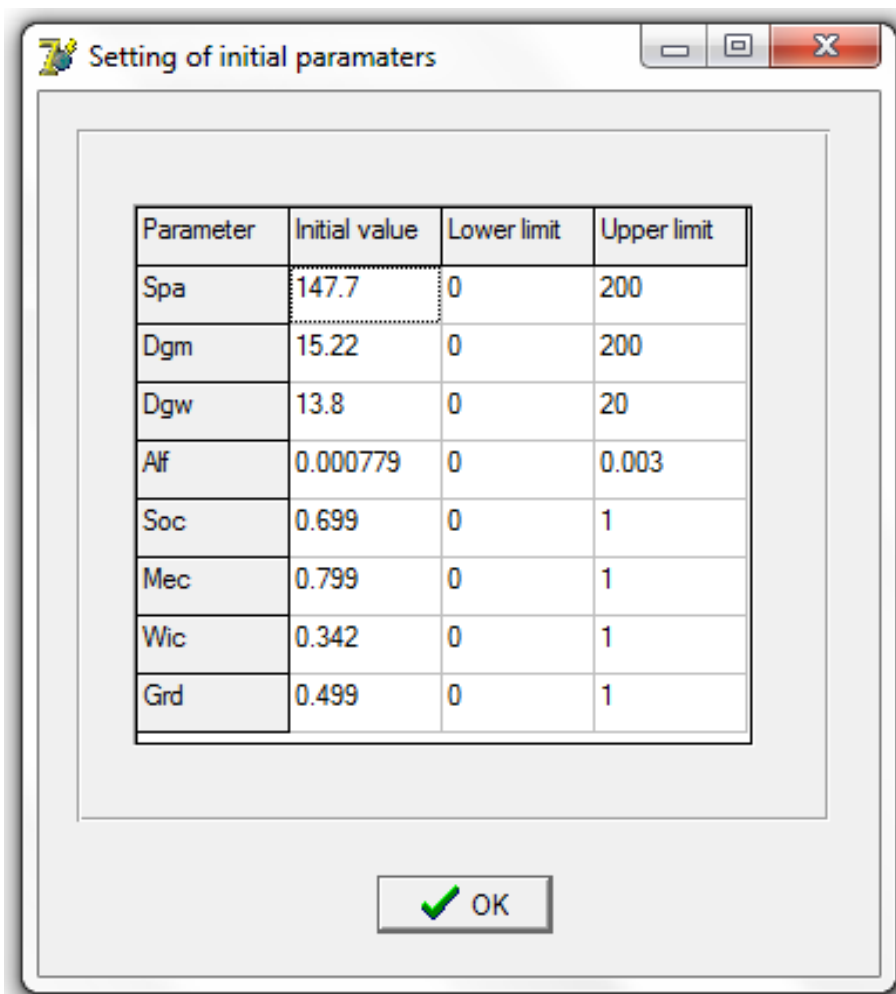 Setting of initial paramaters
Parameter Initial value Lower limit Upper limit
Spa 147.7 0 200
Dgm 15.22 0 200
Dgw 13.8 0 20
Alf 0.000779 0 0.003
Soc 0.699 0 1
Mec 0.799 0 1
Wic 0.342 0 1
Grd 0.499 0 1
OK